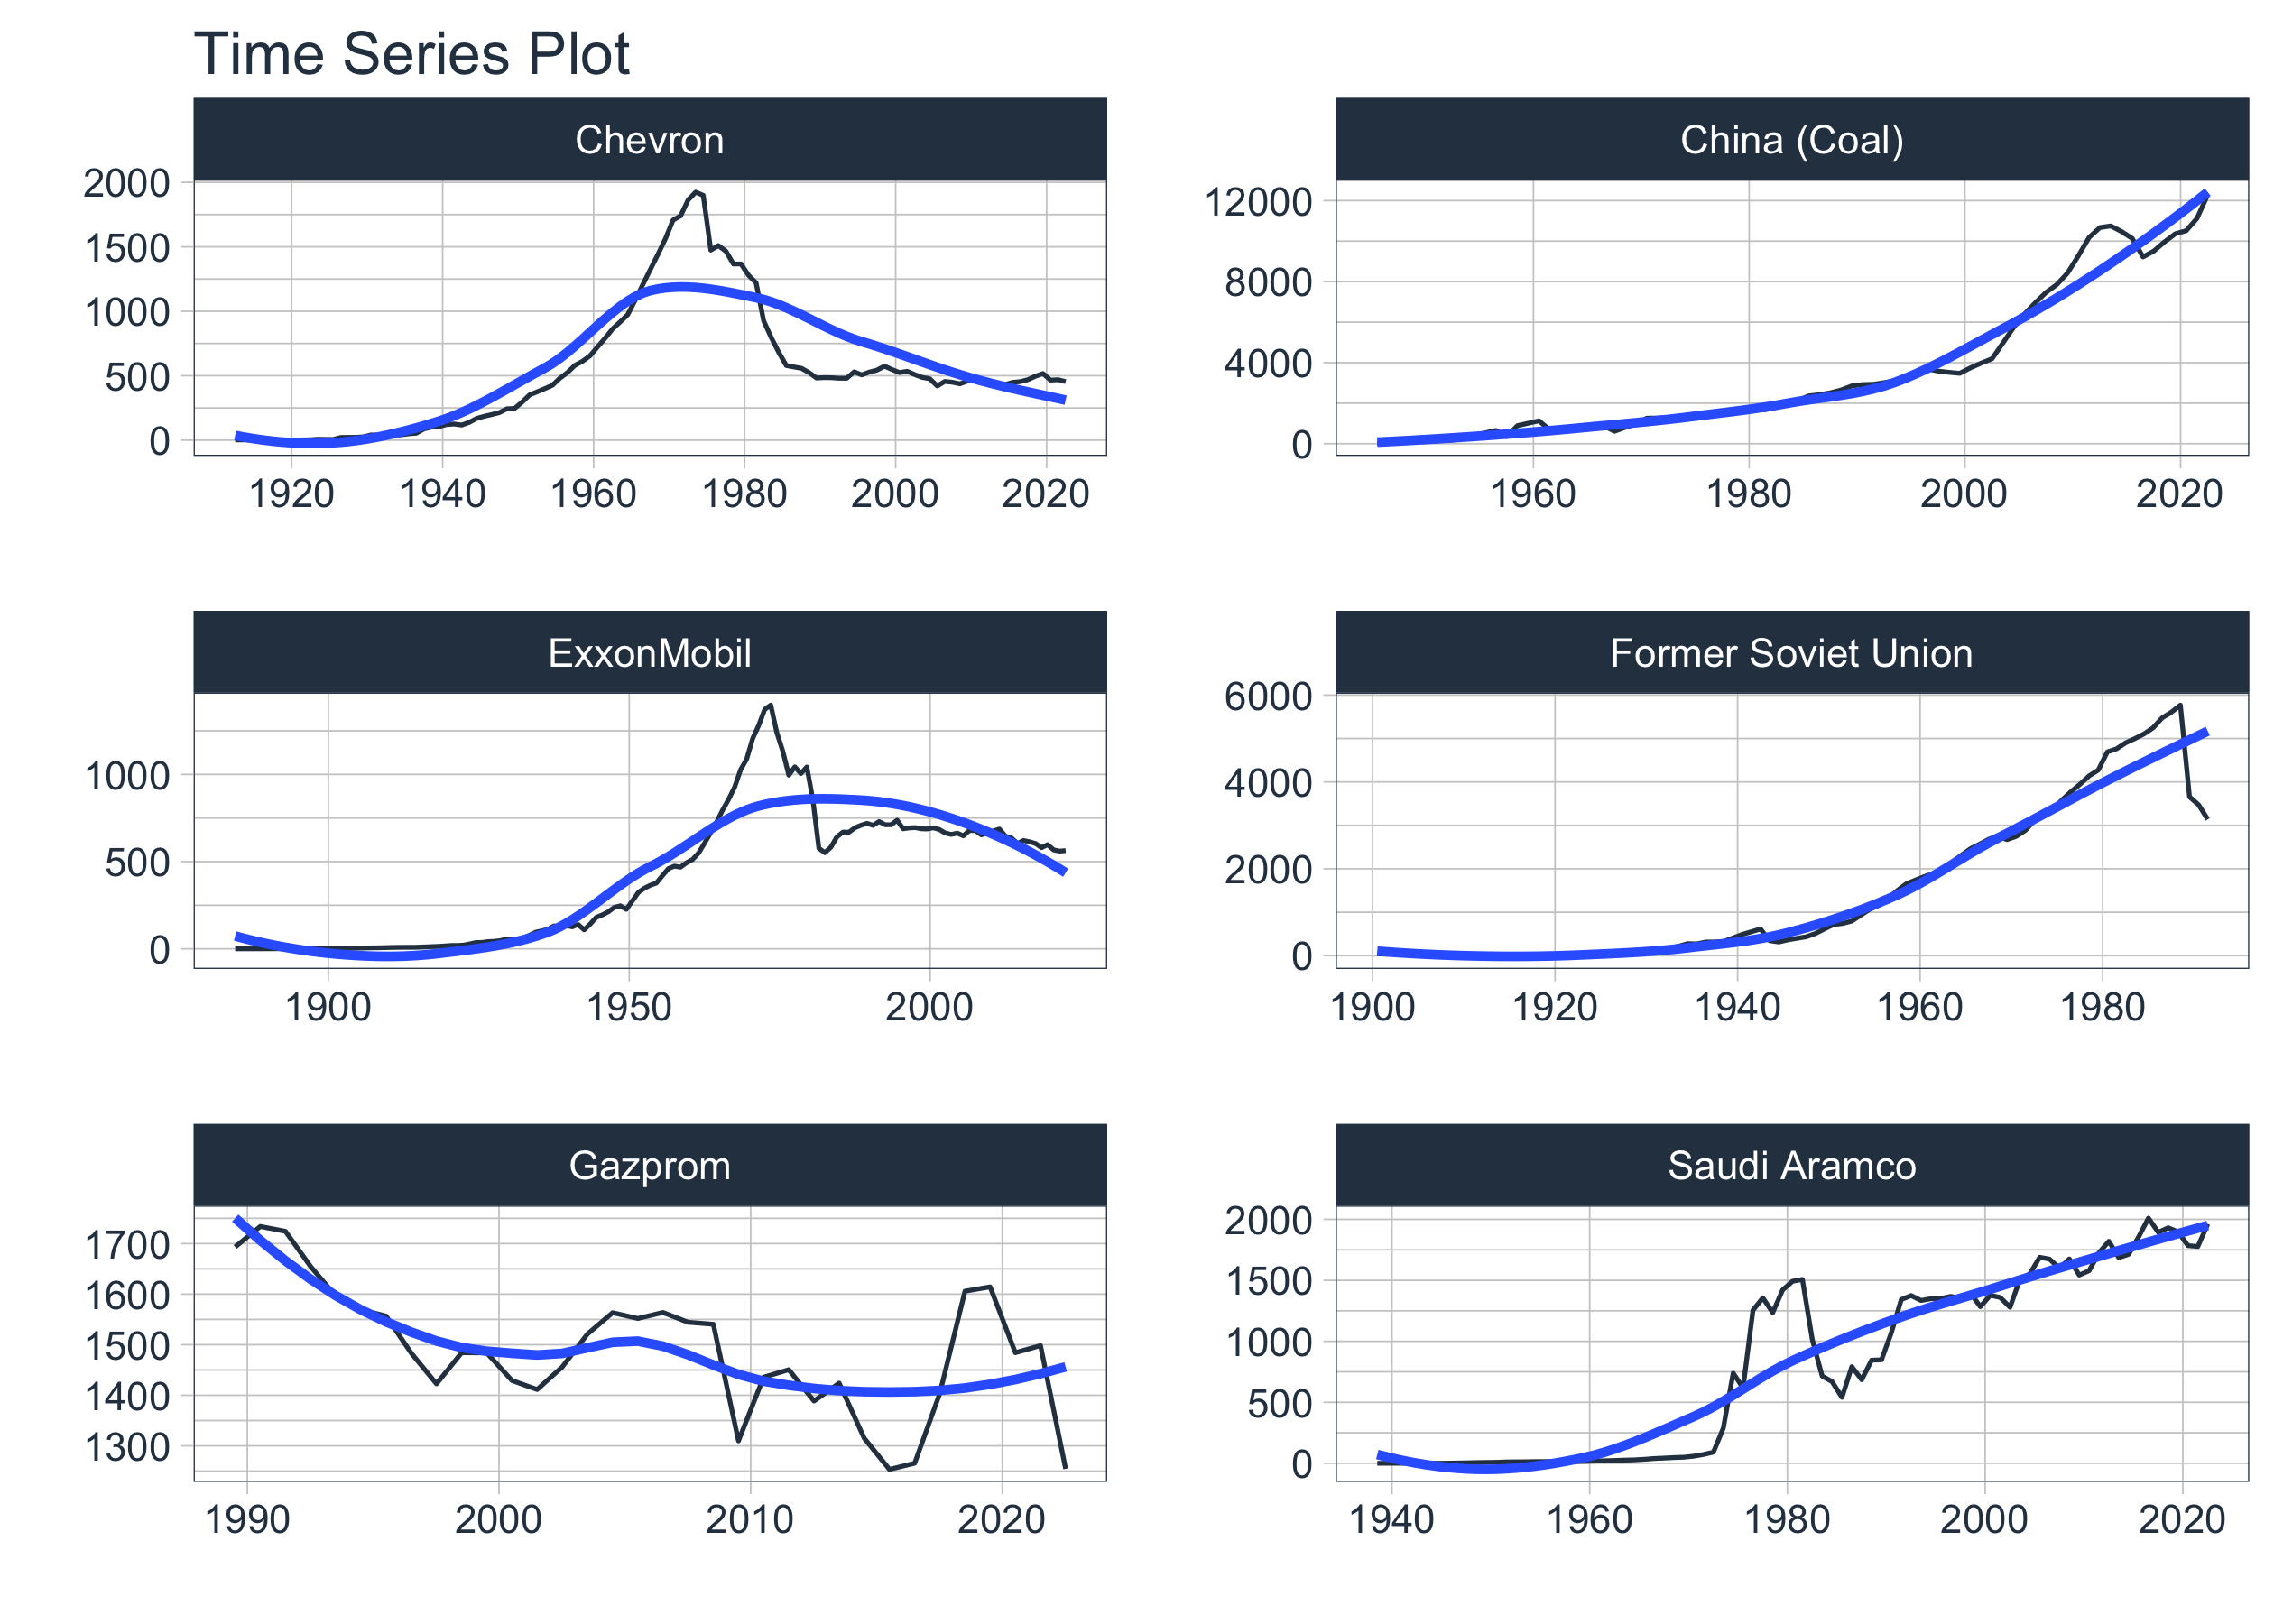 Time Series Plot
Chevron
2000
1500
1000
500
0
1920 1940 1960 1980 2000 2020
China (Coal)
12000
8000
4000
0
1960 1980 2000 2020
ExxonMobil
1000
500
0
1900 1950 2000
Former Soviet Union
6000
4000
2000
0
1900 1920 1940 1960 1980
Gazprom
1700
1600
1500
1400
1300
1990 2000 2010 2020
Saudi Aramco
2000
1500
1000
500
0
1940 1960 1980 2000 2020